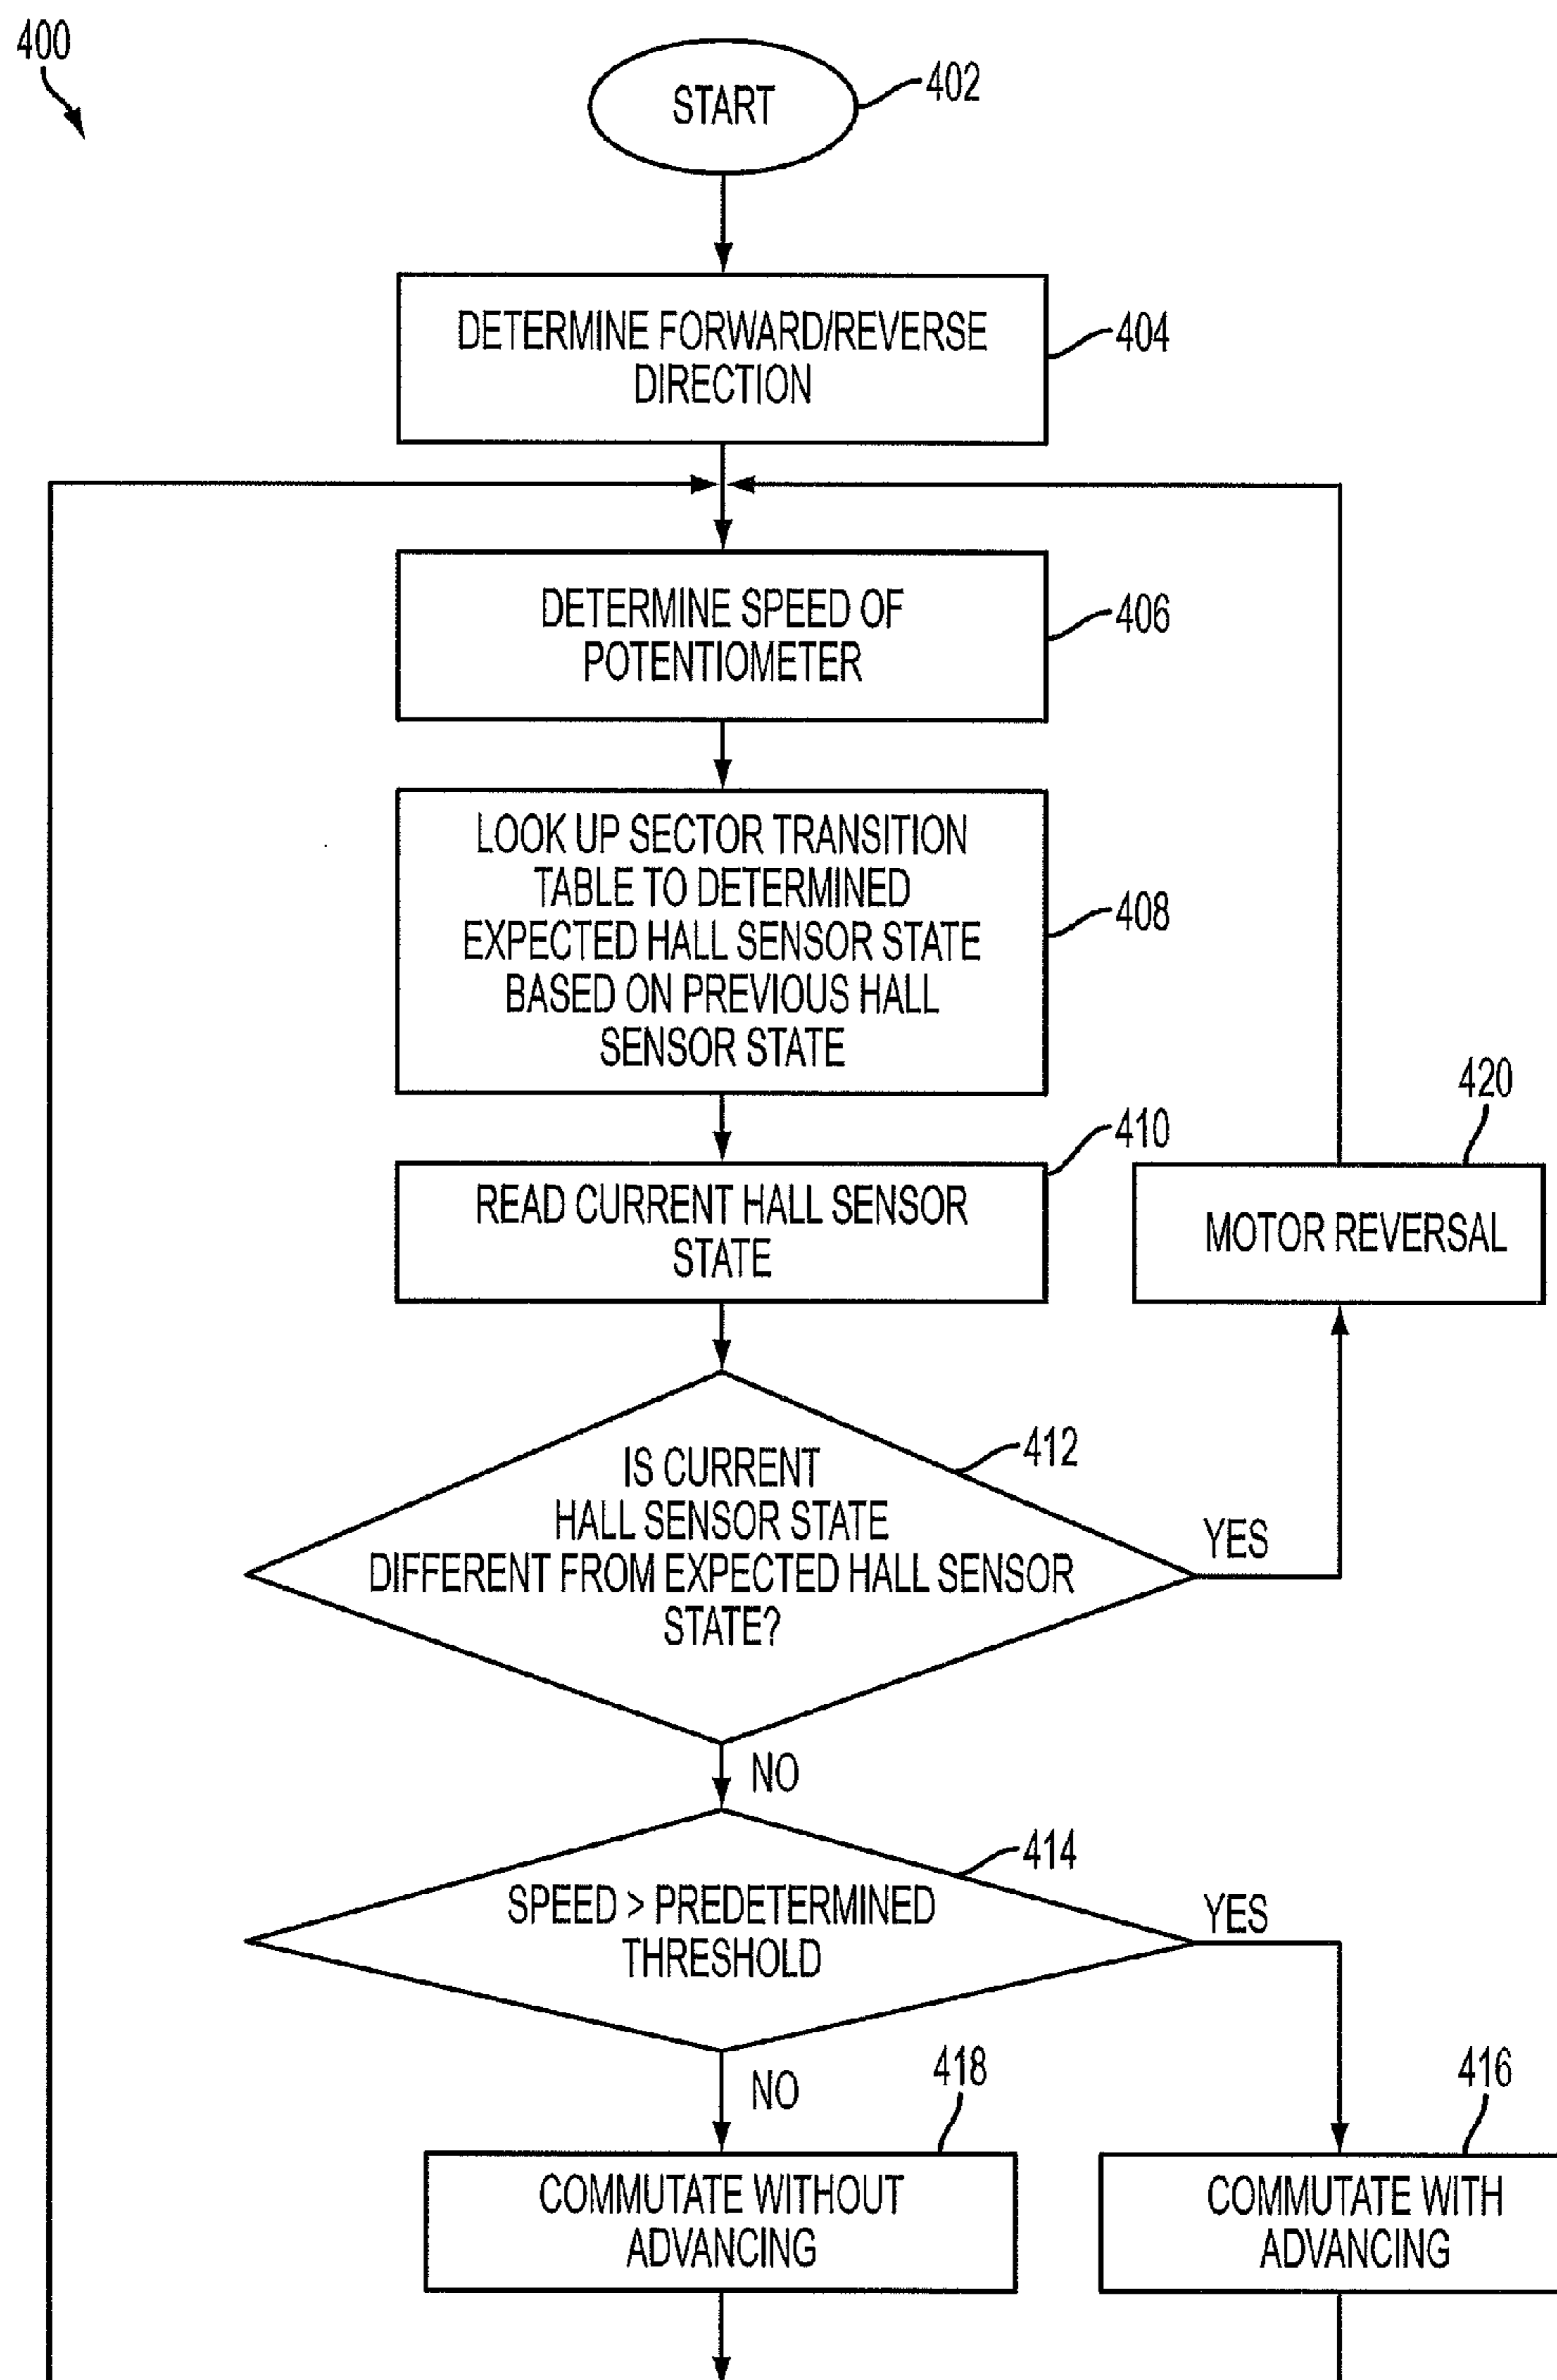 400
START
402
DETERMINE FORWARD/REVERSE
DIRECTION
404
DETERMINE SPEED OF
POTENTIOMETER
406
LOOK UP SECTOR TRANSITION
TABLE TO DETERMINED
EXPECTED HALL SENSOR STATE
BASED ON PREVIOUS HALL
SENSOR STATE
408
READ CURRENT HALL SENSOR
STATE
410
MOTOR REVERSAL
420
IS CURRENT
HALL SENSOR STATE
DIFFERENT FROM EXPECTED HALL SENSOR
STATE?
412
YES
NO
SPEED > PREDETERMINED
THRESHOLD
414
YES
NO
COMMUTATE WITHOUT
ADVANCING
418
COMMUTATE WITH
ADVANCING
416